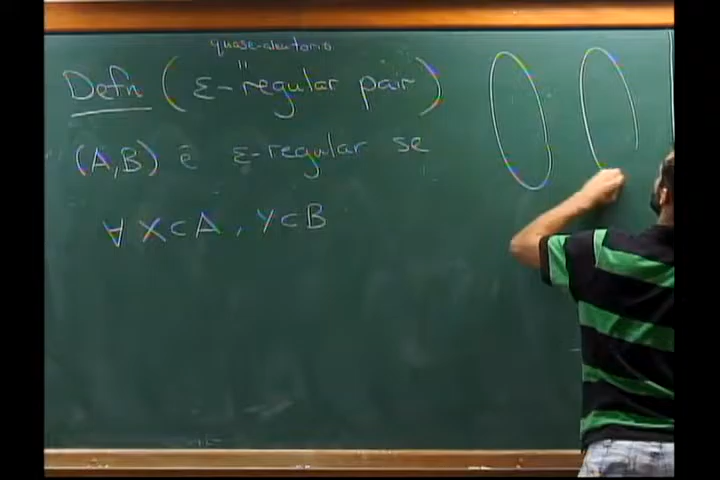 quase-aleatorio
"
Defn (ε-regular pair)
(A,B) é ε-regular se
∀ X⊂A, Y⊂B